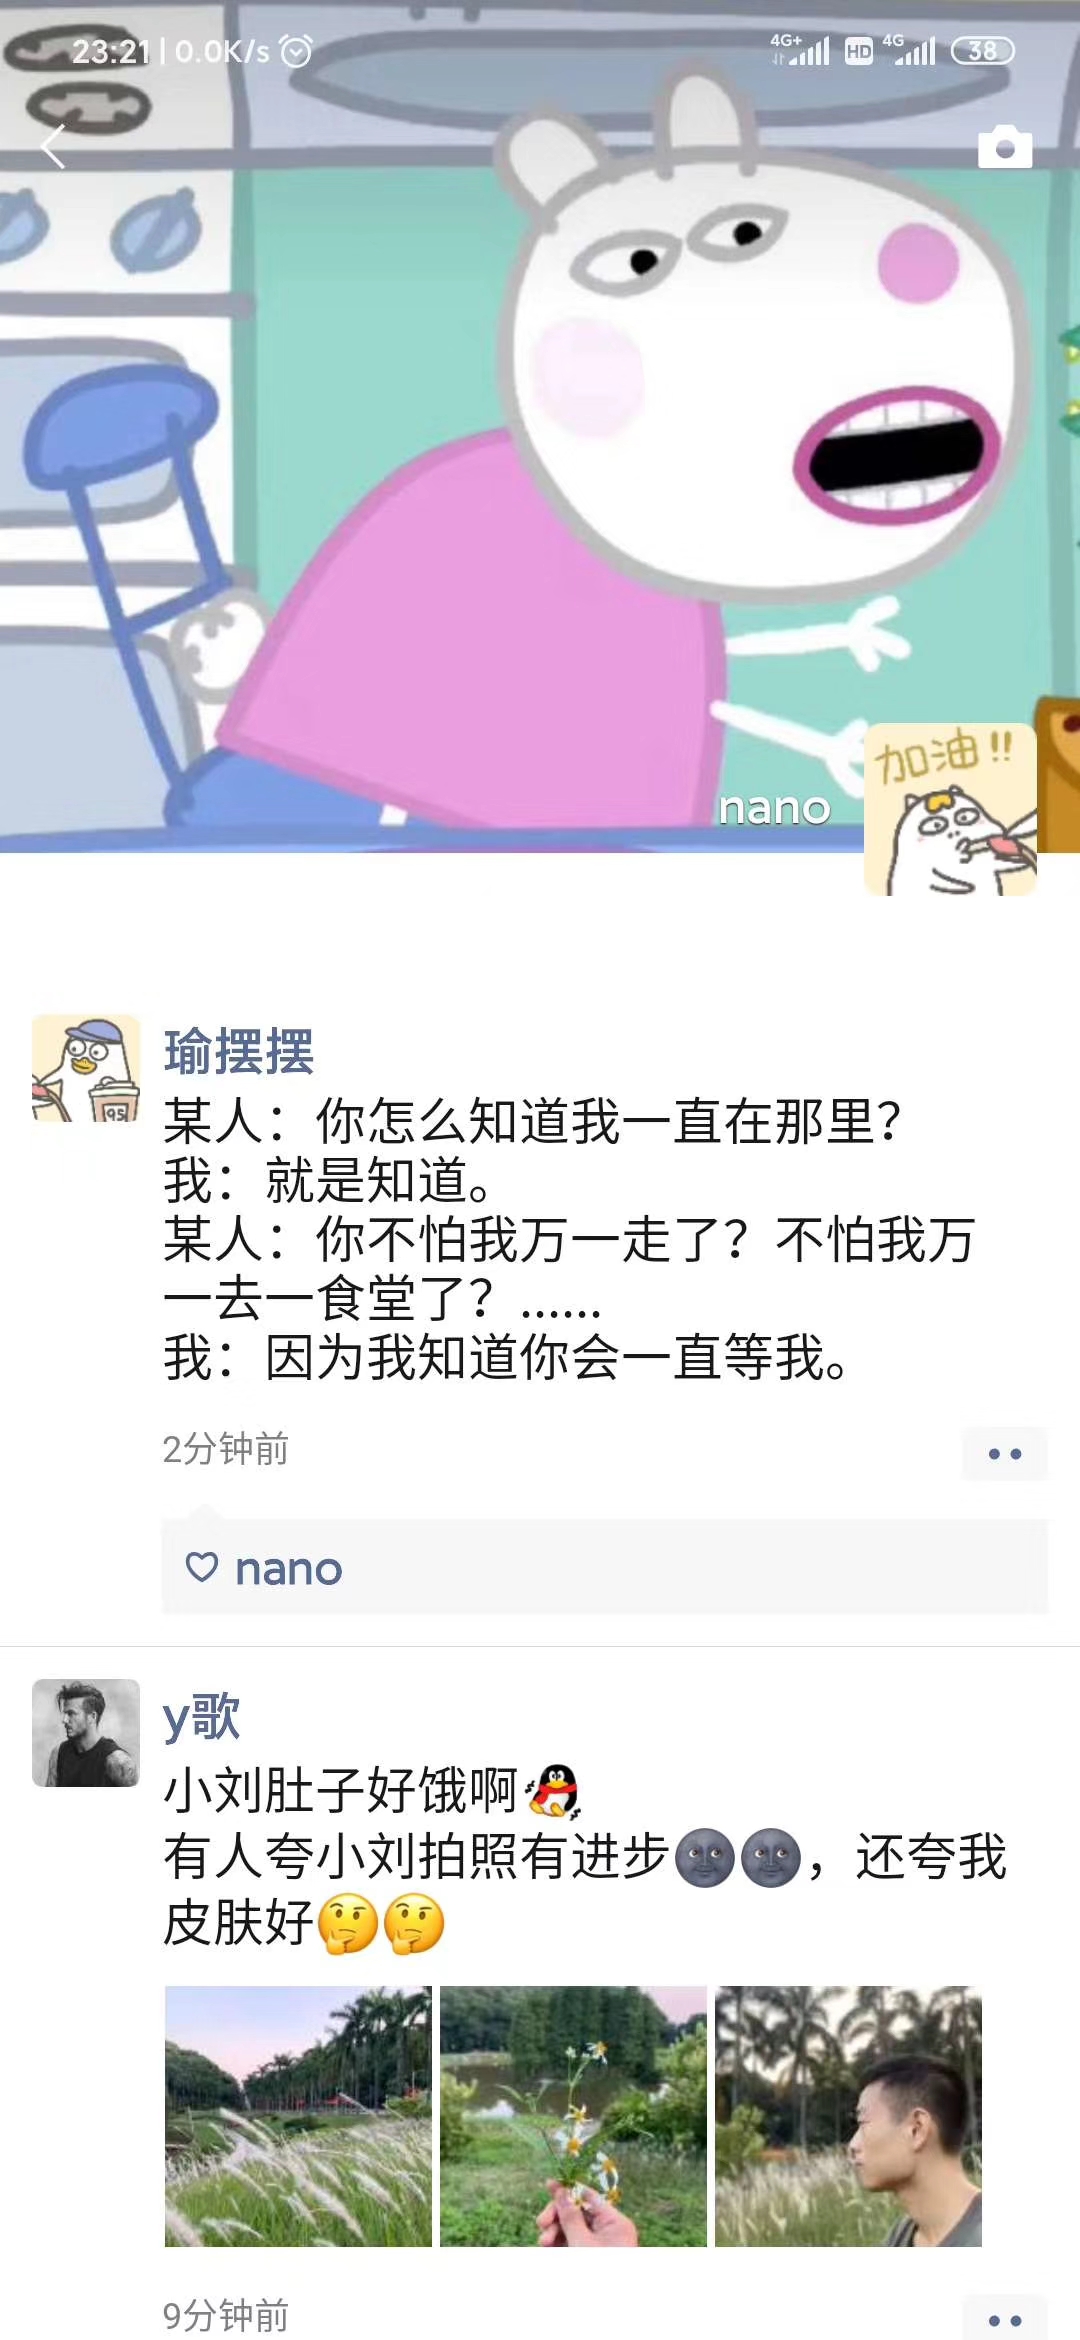 23:21 | 0.0K/s 4G+ HD 4G 38
加油!!
nano
95
瑜摆摆
某人：你怎么知道我一直在那里？
我：就是知道。
某人：你不怕我万一走了？不怕我万
一去一食堂了？……
我：因为我知道你会一直等我。
2分钟前
nano
y歌
小刘肚子好饿啊
有人夸小刘拍照有进步🌚🌚，还夸我
皮肤好🤔🤔
9分钟前